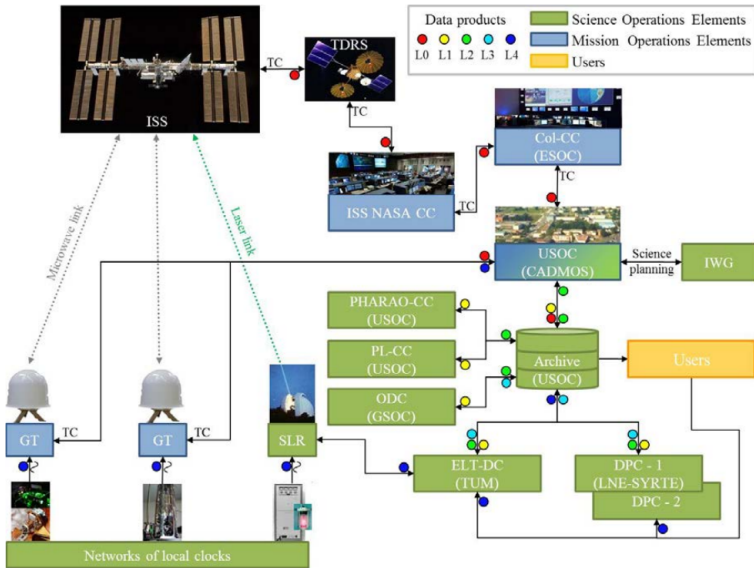 Data products
L0 L1 L2 L3 L4
Science Operations Elements
Mission Operations Elements
Users
TDRS
TC
ISS
TC
Col-CC
(ESOC)
ISS NASA CC
TC
TC
Microwave link
Laser link
USOC
(CADMOS)
Science
planning
IWG
PHARAO-CC
(USOC)
PL-CC
(USOC)
Archive
(USOC)
Users
ODC
(GSOC)
GT
TC
GT
TC
SLR
ELT-DC
(TUM)
DPC - 1
(LNE-SYRTE)
DPC - 2
Networks of local clocks